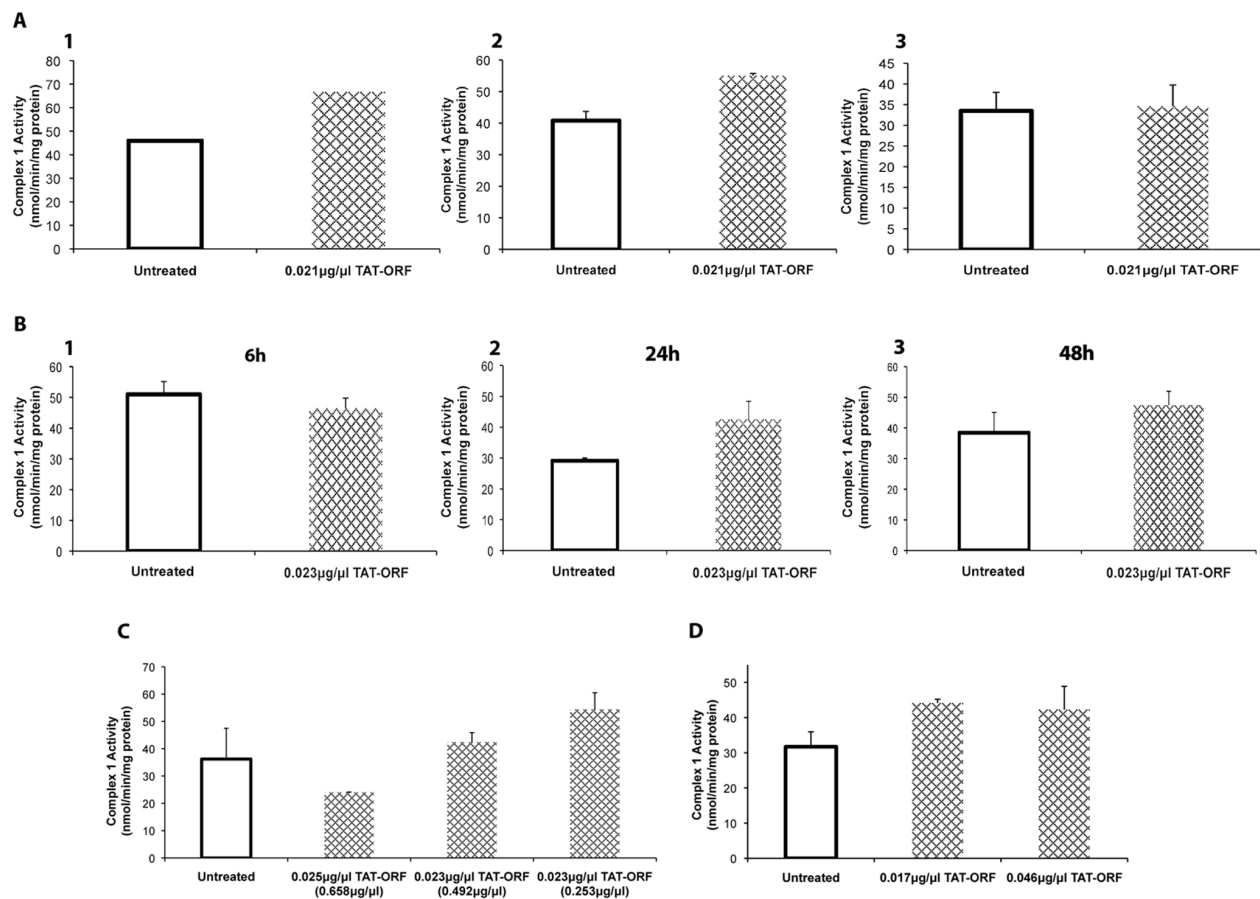 A
1
Complex 1 Activity
(nmol/min/mg protein)
80
70
60
50
40
30
20
10
0
Untreated
0.021µg/µl TAT-ORF
2
Complex 1 Activity
(nmol/min/mg protein)
60
50
40
30
20
10
0
Untreated
0.021µg/µl TAT-ORF
3
Complex 1 Activity
(nmol/min/mg protein)
45
40
35
30
25
20
15
10
5
0
Untreated
0.021µg/µl TAT-ORF
B
1
6h
Complex 1 Activity
(nmol/min/mg protein)
60
50
40
30
20
10
0
Untreated
0.023µg/µl TAT-ORF
2
24h
Complex 1 Activity
(nmol/min/mg protein)
60
50
40
30
20
10
0
Untreated
0.023µg/µl TAT-ORF
3
48h
Complex 1 Activity
(nmol/min/mg protein)
60
50
40
30
20
10
0
Untreated
0.023µg/µl TAT-ORF
C
Complex 1 Activity
(nmol/min/mg protein)
70
60
50
40
30
20
10
0
Untreated
0.025µg/µl TAT-ORF
(0.658µg/µl)
0.023µg/µl TAT-ORF
(0.492µg/µl)
0.023µg/µl TAT-ORF
(0.253µg/µl)
D
Complex 1 Activity
(nmol/min/mg protein)
50
40
30
20
10
0
Untreated
0.017µg/µl TAT-ORF
0.046µg/µl TAT-ORF